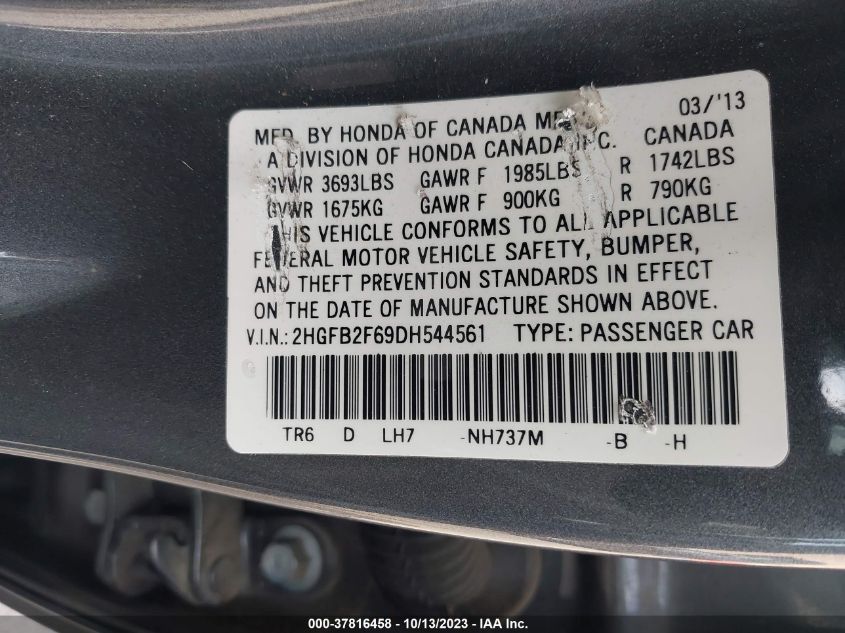 03/'13
MFD. BY HONDA OF CANADA MFG.
A DIVISION OF HONDA CANADA INC. CANADA
GVWR 3693LBS GAWR F 1985LBS R 1742LBS
GVWR 1675KG GAWR F 900KG R 790KG
THIS VEHICLE CONFORMS TO ALL APPLICABLE
FEDERAL MOTOR VEHICLE SAFETY, BUMPER,
AND THEFT PREVENTION STANDARDS IN EFFECT
ON THE DATE OF MANUFACTURE SHOWN ABOVE.
V.I.N.: 2HGFB2F69DH544561 TYPE: PASSENGER CAR
TR6 D LH7 -NH737M -B -H
000-37816458 - 10/13/2023 - IAA Inc.